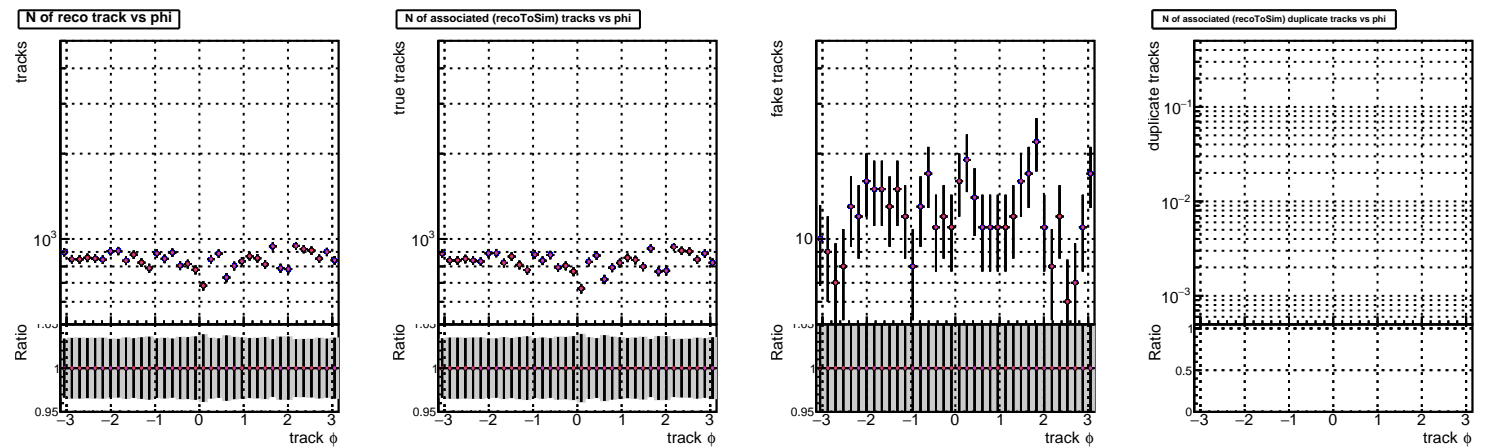 N of reco track vs phi
tracks
10³
Ratio
1.05
1
0.95
−3 −2 −1 0 1 2 3
track ϕ
N of associated (recoToSim) tracks vs phi
true tracks
10³
Ratio
1
0.95
−3 −2 −1 0 1 2 3
track ϕ
fake tracks
10
Ratio
1
0.95
−3 −2 −1 0 1 2 3
track ϕ
N of associated (recoToSim) duplicate tracks vs phi
duplicate tracks
10⁻¹
10⁻²
10⁻³
Ratio
1
0.5
0
−3 −2 −1 0 1 2 3
track ϕ